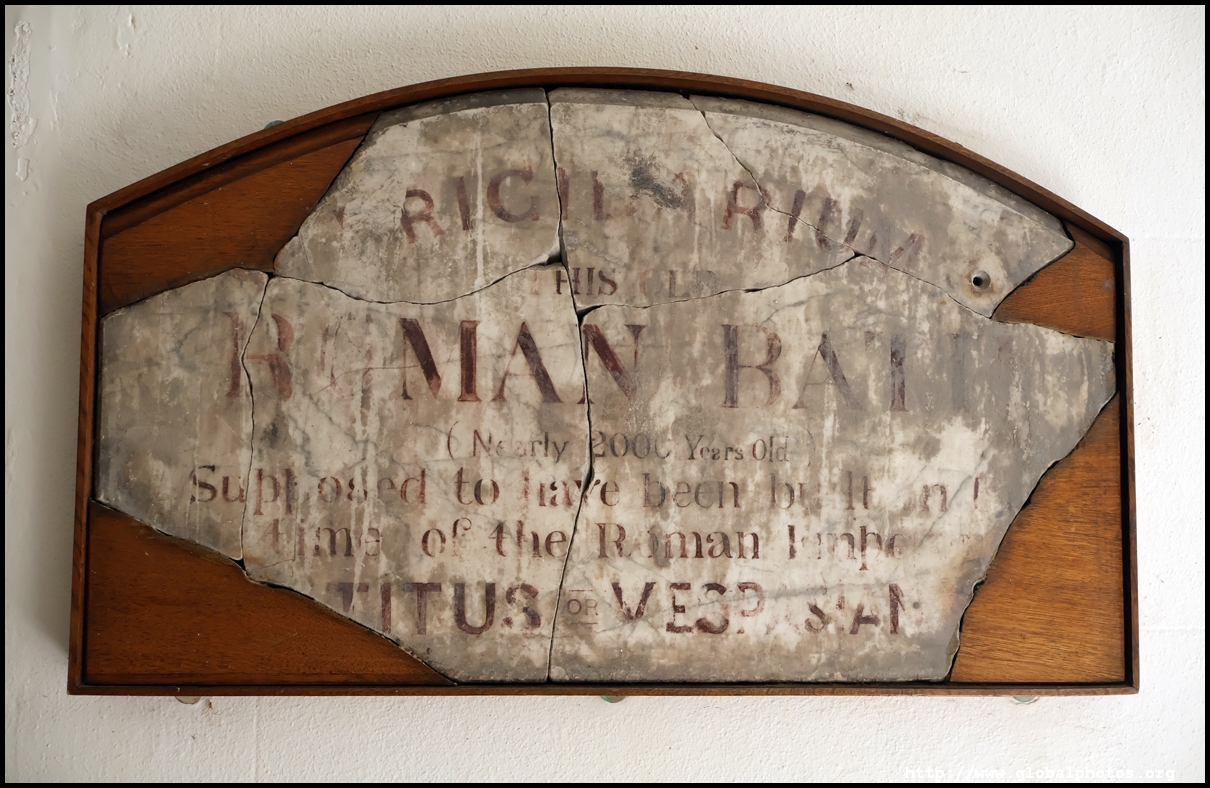 FRIGIDARIUM
THIS OLD
ROMAN BATH
( Nearly 2000 Years Old )
Supposed to have been built in
time of the Roman Emperor
TITUS OR VESPASIAN
http://www.globalphotos.org